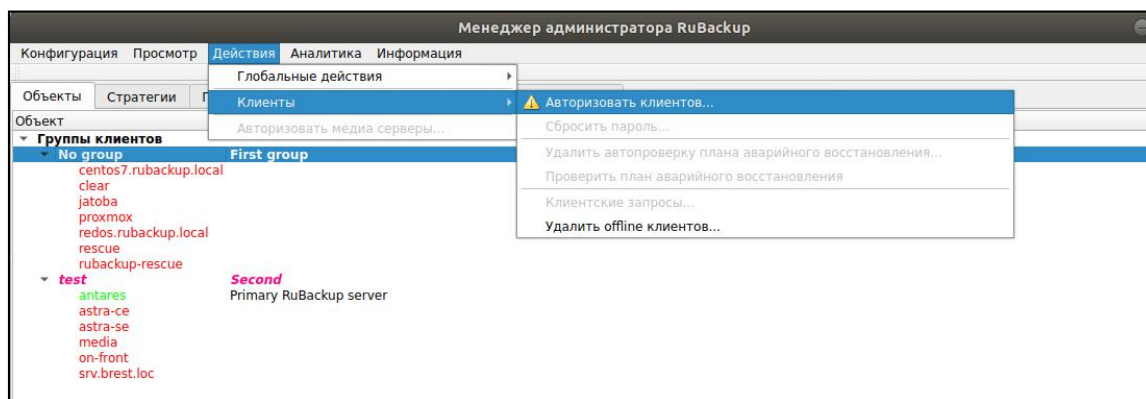 Менеджер администратора RuBackup
Конфигурация Просмотр Действия Аналитика Информация
Глобальные действия
Объекты Стратегии
Клиенты
Авторизовать клиентов...
Объект
Авторизовать медиа серверы...
Сбросить пароль...
Группы клиентов
No group First group
Удалить автопроверку плана аварийного восстановления...
centos7.rubackup.local
Проверить план аварийного восстановления
clear
jatoba
Клиентские запросы...
proxmox
redos.rubackup.local
Удалить offline клиентов...
rescue
rubackup-rescue
test Second
antares Primary RuBackup server
astra-ce
astra-se
media
on-front
srv.brest.loc